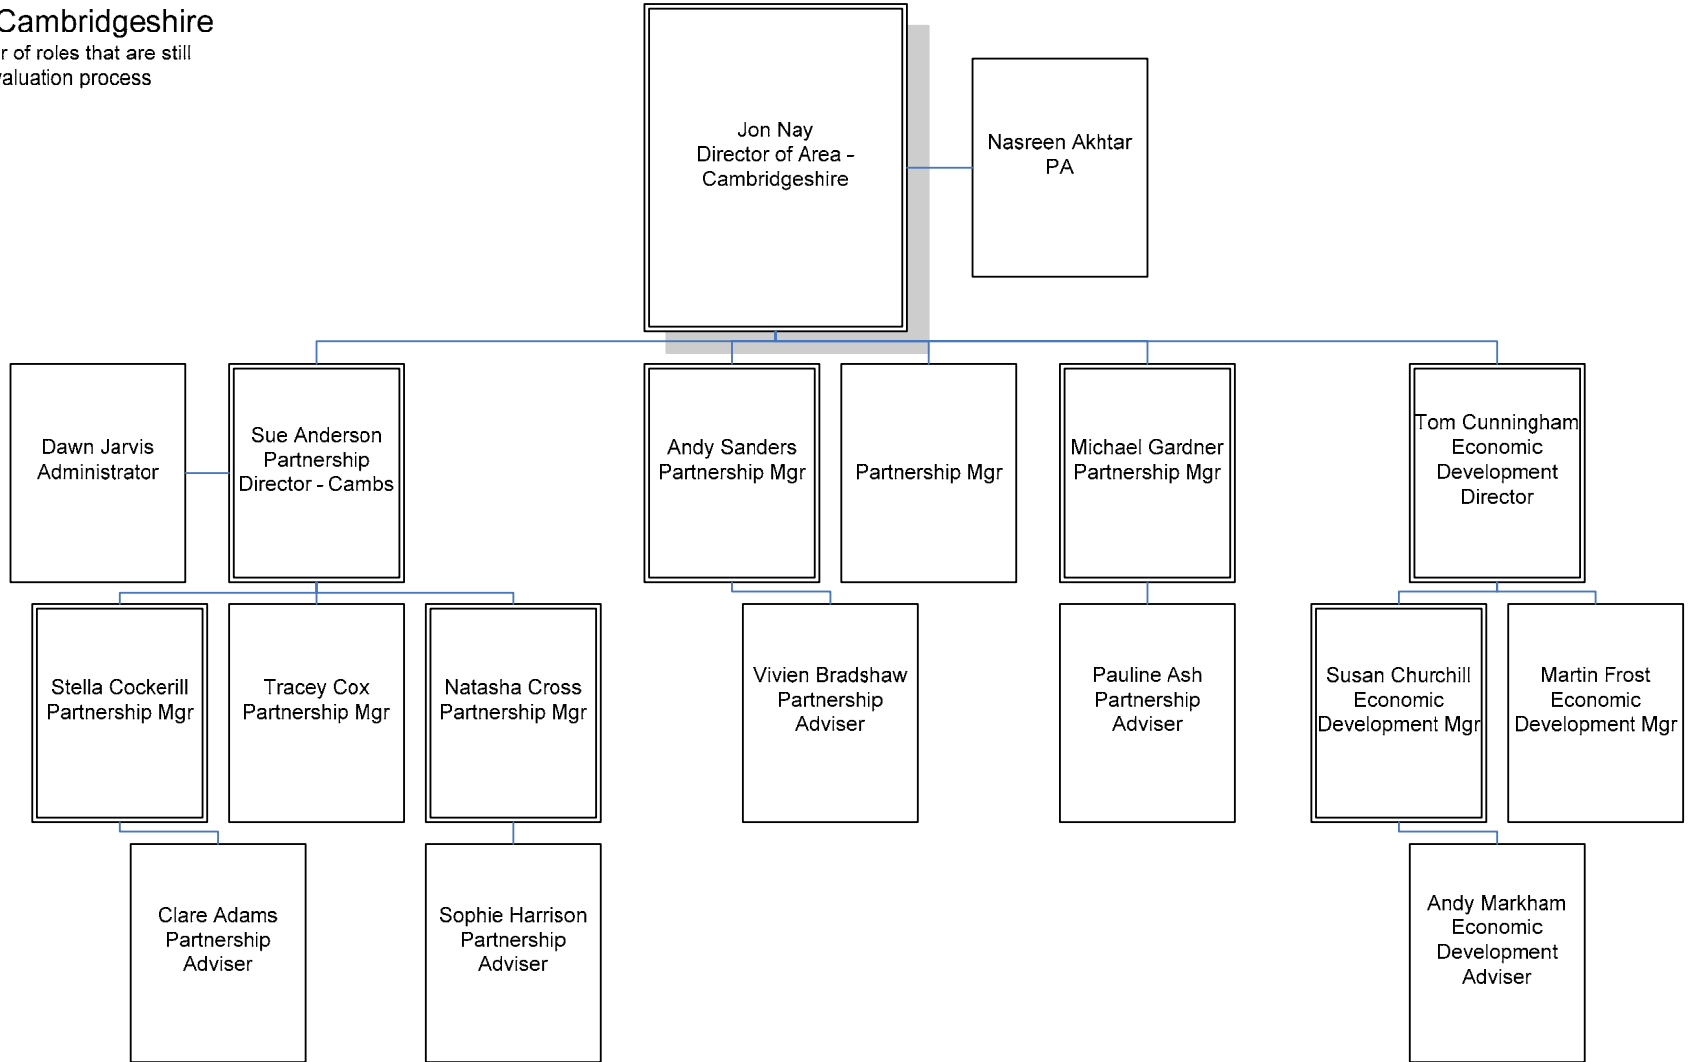 Cambridgeshire
r of roles that are still
valuation process
Jon Nay
Director of Area -
Cambridgeshire
Nasreen Akhtar
PA
Dawn Jarvis
Administrator
Sue Anderson
Partnership
Director - Cambs
Andy Sanders
Partnership Mgr
Partnership Mgr
Michael Gardner
Partnership Mgr
Tom Cunningham
Economic
Development
Director
Stella Cockerill
Partnership Mgr
Tracey Cox
Partnership Mgr
Natasha Cross
Partnership Mgr
Vivien Bradshaw
Partnership
Adviser
Pauline Ash
Partnership
Adviser
Susan Churchill
Economic
Development Mgr
Martin Frost
Economic
Development Mgr
Clare Adams
Partnership
Adviser
Sophie Harrison
Partnership
Adviser
Andy Markham
Economic
Development
Adviser